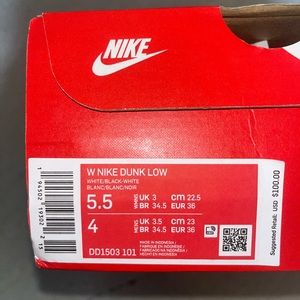 NIKE
W NIKE DUNK LOW
WHITE/BLACK-WHITE
BLANC/BLANC/NOIR
5.5 WMNS UK 3 cm 22.5
BR 34.5 EUR 36
4 MENS UK 3.5 cm 23
BR 34.5 EUR 36
DD1503 101
MADE IN INDONESIA /
FABRIQUE EN INDONESIE /
HECHO EN INDONESIA
Suggested Retail: USD $100.00